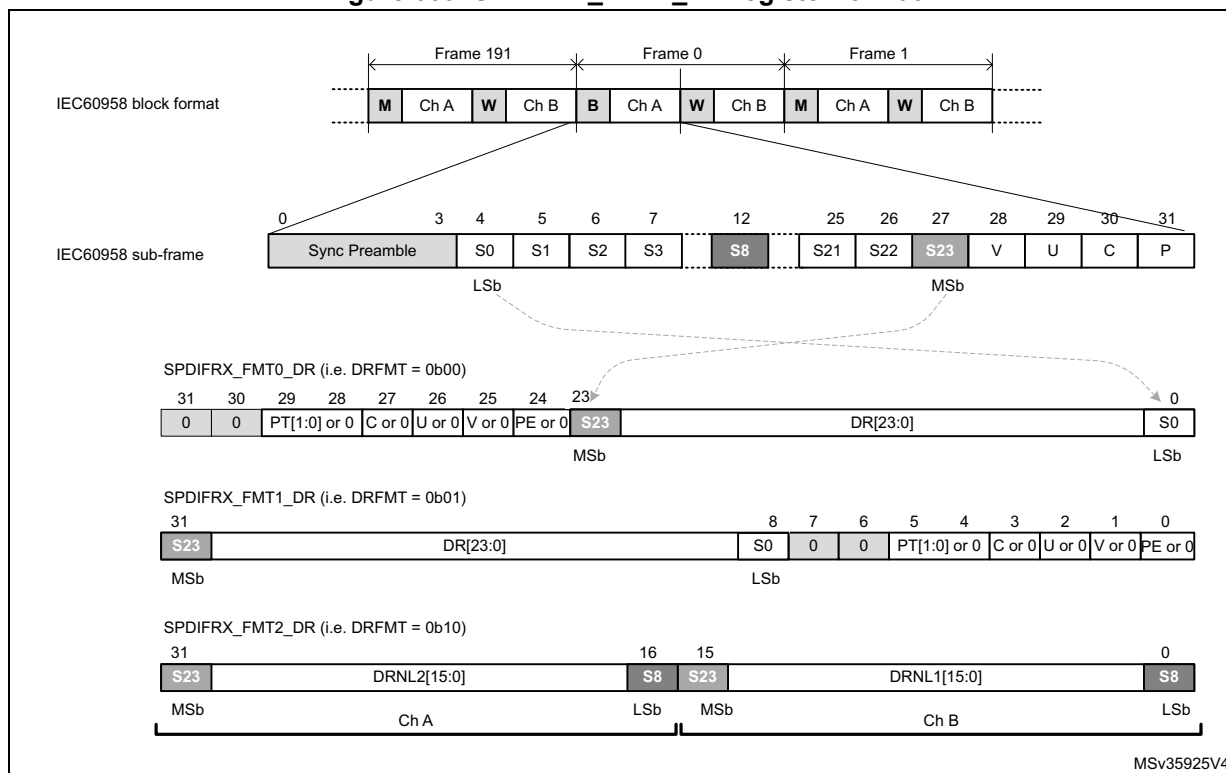 Frame 191 Frame 0 Frame 1
IEC60958 block format M Ch A W Ch B B Ch A W Ch B M Ch A W Ch B
0 3 4 5 6 7 12 25 26 27 28 29 30 31
IEC60958 sub-frame Sync Preamble S0 S1 S2 S3 S8 S21 S22 S23 V U C P
LSb MSb
SPDIFRX_FMT0_DR (i.e. DRFMT = 0b00)
31 30 29 28 27 26 25 24 23 0
0 0 PT[1:0] or 0 C or 0 U or 0 V or 0 PE or 0 S23 DR[23:0] S0
MSb LSb
SPDIFRX_FMT1_DR (i.e. DRFMT = 0b01)
31 8 7 6 5 4 3 2 1 0
S23 DR[23:0] S0 0 0 PT[1:0] or 0 C or 0 U or 0 V or 0 PE or 0
MSb LSb
SPDIFRX_FMT2_DR (i.e. DRFMT = 0b10)
31 16 15 0
S23 DRNL2[15:0] S8 S23 DRNL1[15:0] S8
MSb LSb MSb LSb
Ch A Ch B
MSv35925V4